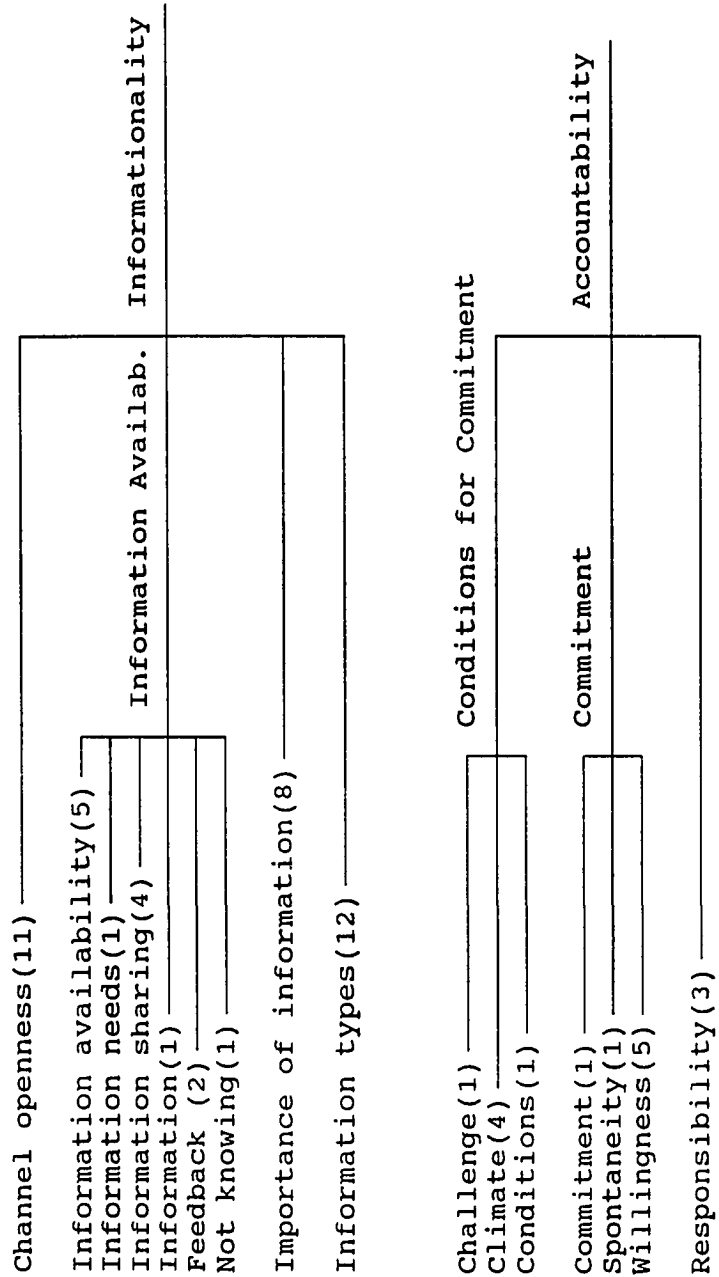 Channel openness(11)
Information availability(5)
Information needs(1)
Information sharing(4)
Information(1)
Feedback (2)
Not knowing(1)
Information Availab.
Informationality
Importance of information(8)
Information types(12)
Challenge(1)
Climate(4)
Conditions(1)
Conditions for Commitment
Commitment(1)
Spontaneity(1)
Willingness(5)
Commitment
Accountability
Responsibility(3)